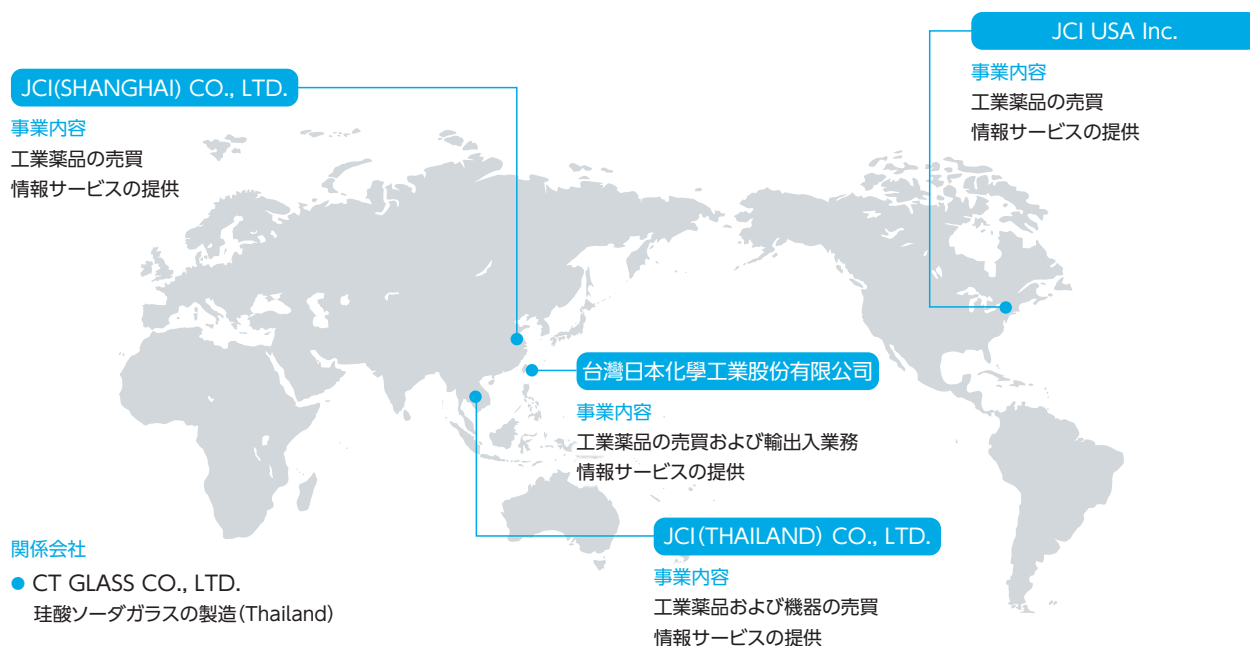 JCI USA Inc.
事業内容
工業薬品の売買
情報サービスの提供
JCI(SHANGHAI) CO., LTD.
事業内容
工業薬品の売買
情報サービスの提供
台灣日本化學工業股份有限公司
事業内容
工業薬品の売買および輸出入業務
情報サービスの提供
JCI(THAILAND) CO., LTD.
事業内容
工業薬品および機器の売買
情報サービスの提供
関係会社
● CT GLASS CO., LTD.
珪酸ソーダガラスの製造(Thailand)